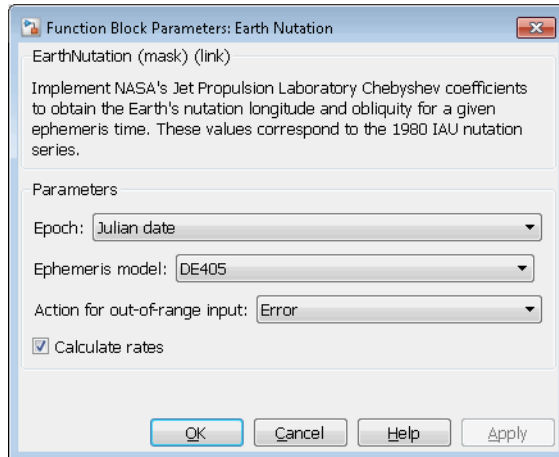 Function Block Parameters: Earth Nutation
EarthNutation (mask) (link)
Implement NASA's Jet Propulsion Laboratory Chebyshev coefficients
to obtain the Earth's nutation longitude and obliquity for a given
ephemeris time. These values correspond to the 1980 IAU nutation
series.
Parameters
Epoch: Julian date
Ephemeris model: DE405
Action for out-of-range input: Error
Calculate rates
OK Cancel Help Apply